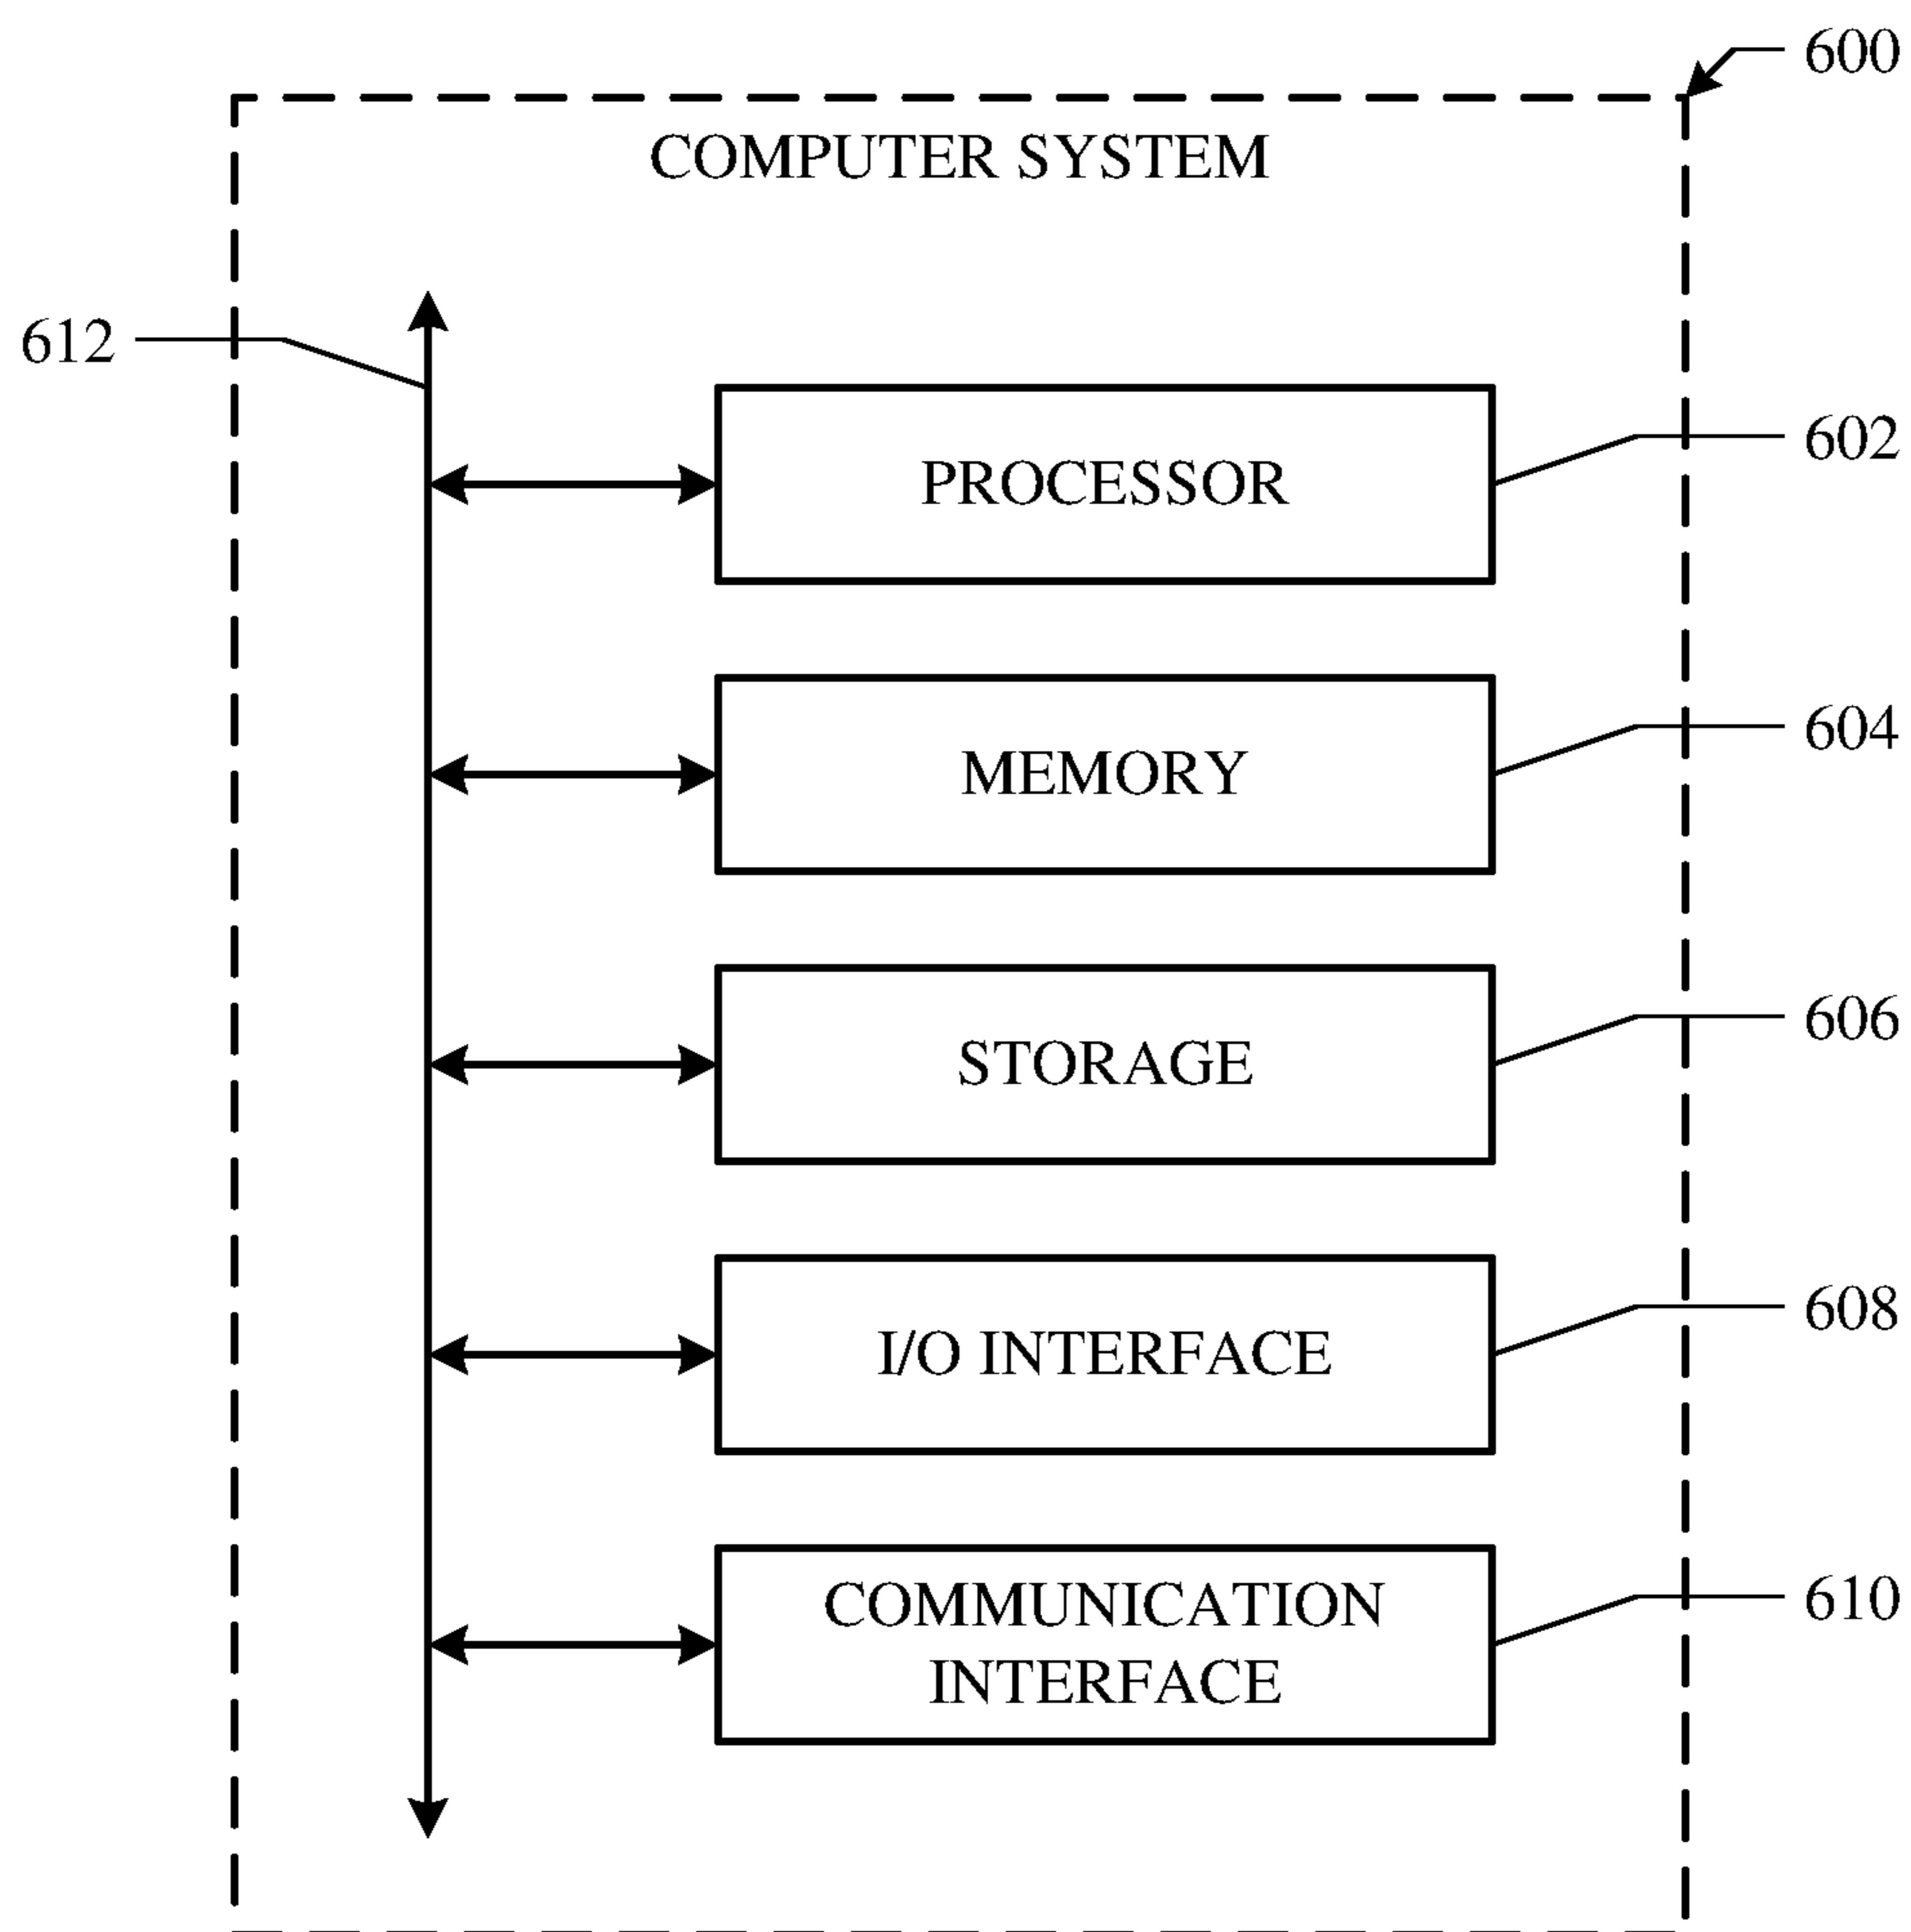 600
COMPUTER SYSTEM
612
602
PROCESSOR
604
MEMORY
606
STORAGE
608
I/O INTERFACE
610
COMMUNICATION
INTERFACE